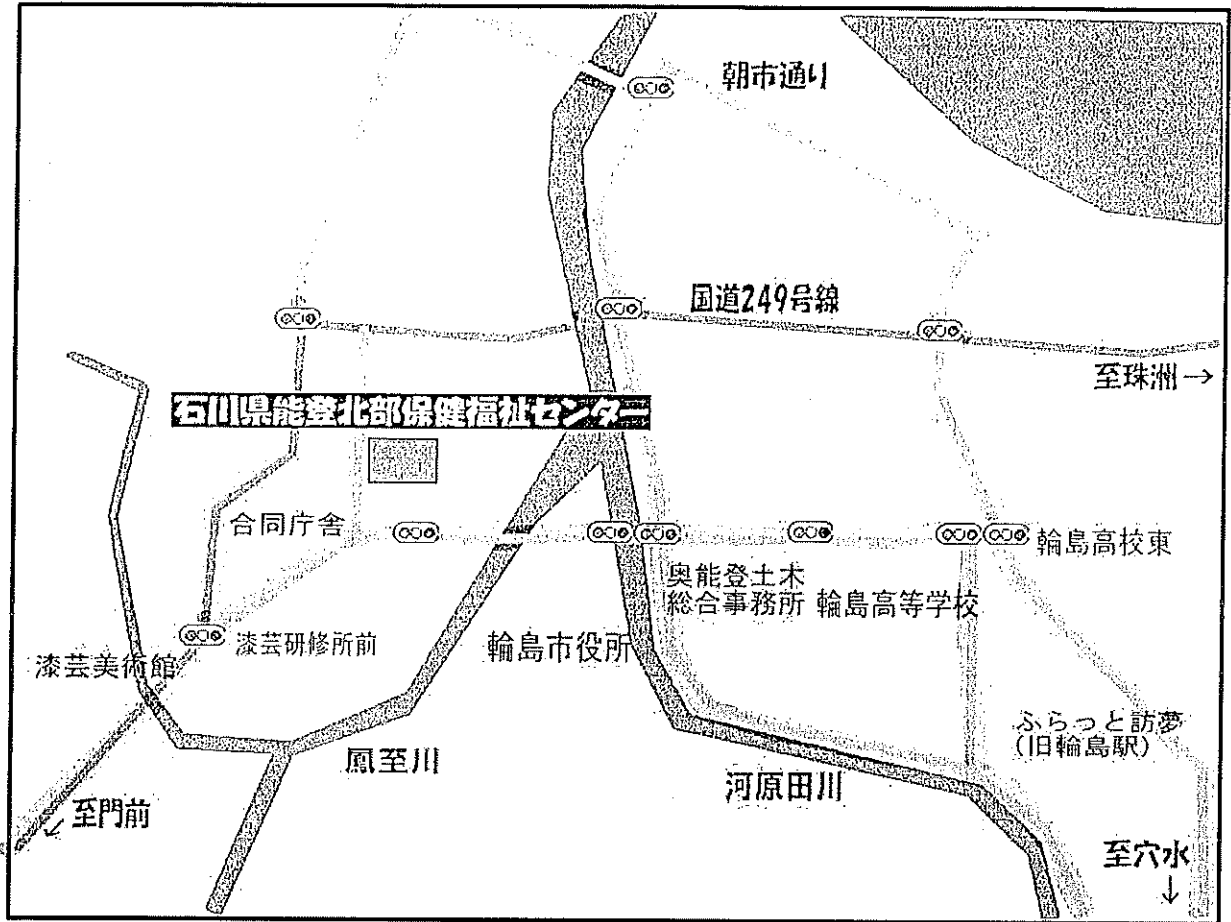 朝市通り
国道249号線
至珠洲→
石川県能登北部保健福祉センター
合同庁舎
輪島高校東
奥能登土木
総合事務所
輪島高等学校
漆芸研修所前
輪島市役所
漆芸美術館
ふらっと訪夢
(旧輪島駅)
鳳至川
河原田川
至門前
↙
至穴水
↓